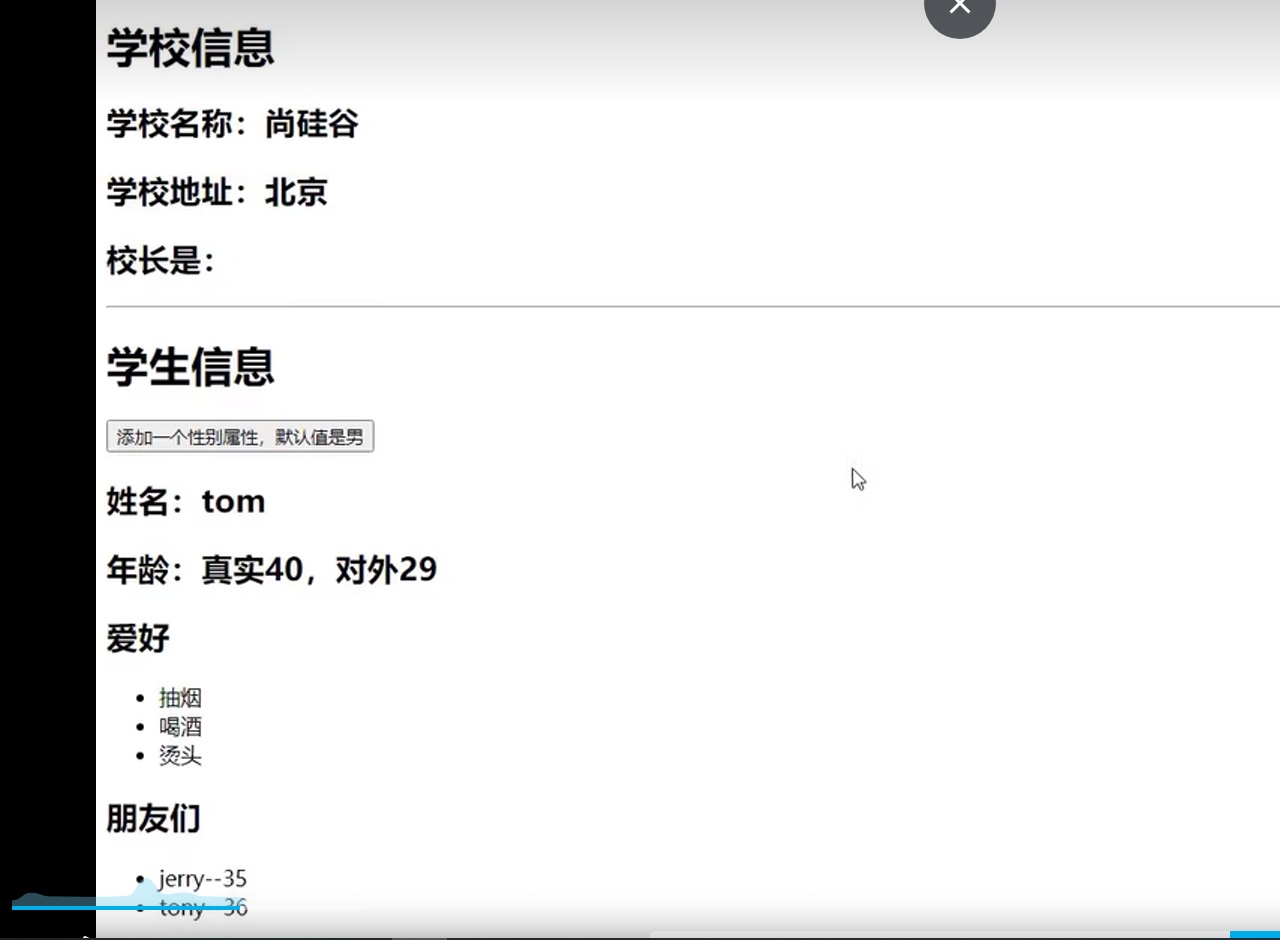 学校信息
学校名称：尚硅谷
学校地址：北京
校长是：
学生信息
添加一个性别属性，默认值是男
姓名：tom
年龄：真实40，对外29
爱好
抽烟
喝酒
烫头
朋友们
jerry--35
tony--36